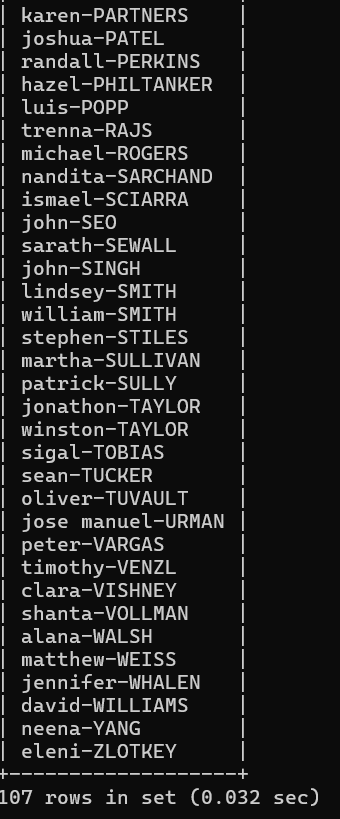 | karen-PARTNERS |
| joshua-PATEL |
| randall-PERKINS |
| hazel-PHILTANKER |
| luis-POPP |
| trenna-RAJS |
| michael-ROGERS |
| nandita-SARCHAND |
| ismael-SCIARRA |
| john-SEO |
| sarath-SEWALL |
| john-SINGH |
| lindsey-SMITH |
| william-SMITH |
| stephen-STILES |
| martha-SULLIVAN |
| patrick-SULLY |
| jonathon-TAYLOR |
| winston-TAYLOR |
| sigal-TOBIAS |
| sean-TUCKER |
| oliver-TUVAULT |
| jose manuel-URMAN |
| peter-VARGAS |
| timothy-VENZL |
| clara-VISHNEY |
| shanta-VOLLMAN |
| alana-WALSH |
| matthew-WEISS |
| jennifer-WHALEN |
| david-WILLIAMS |
| neena-YANG |
| eleni-ZLOTKEY |
+-------------------+
107 rows in set (0.032 sec)